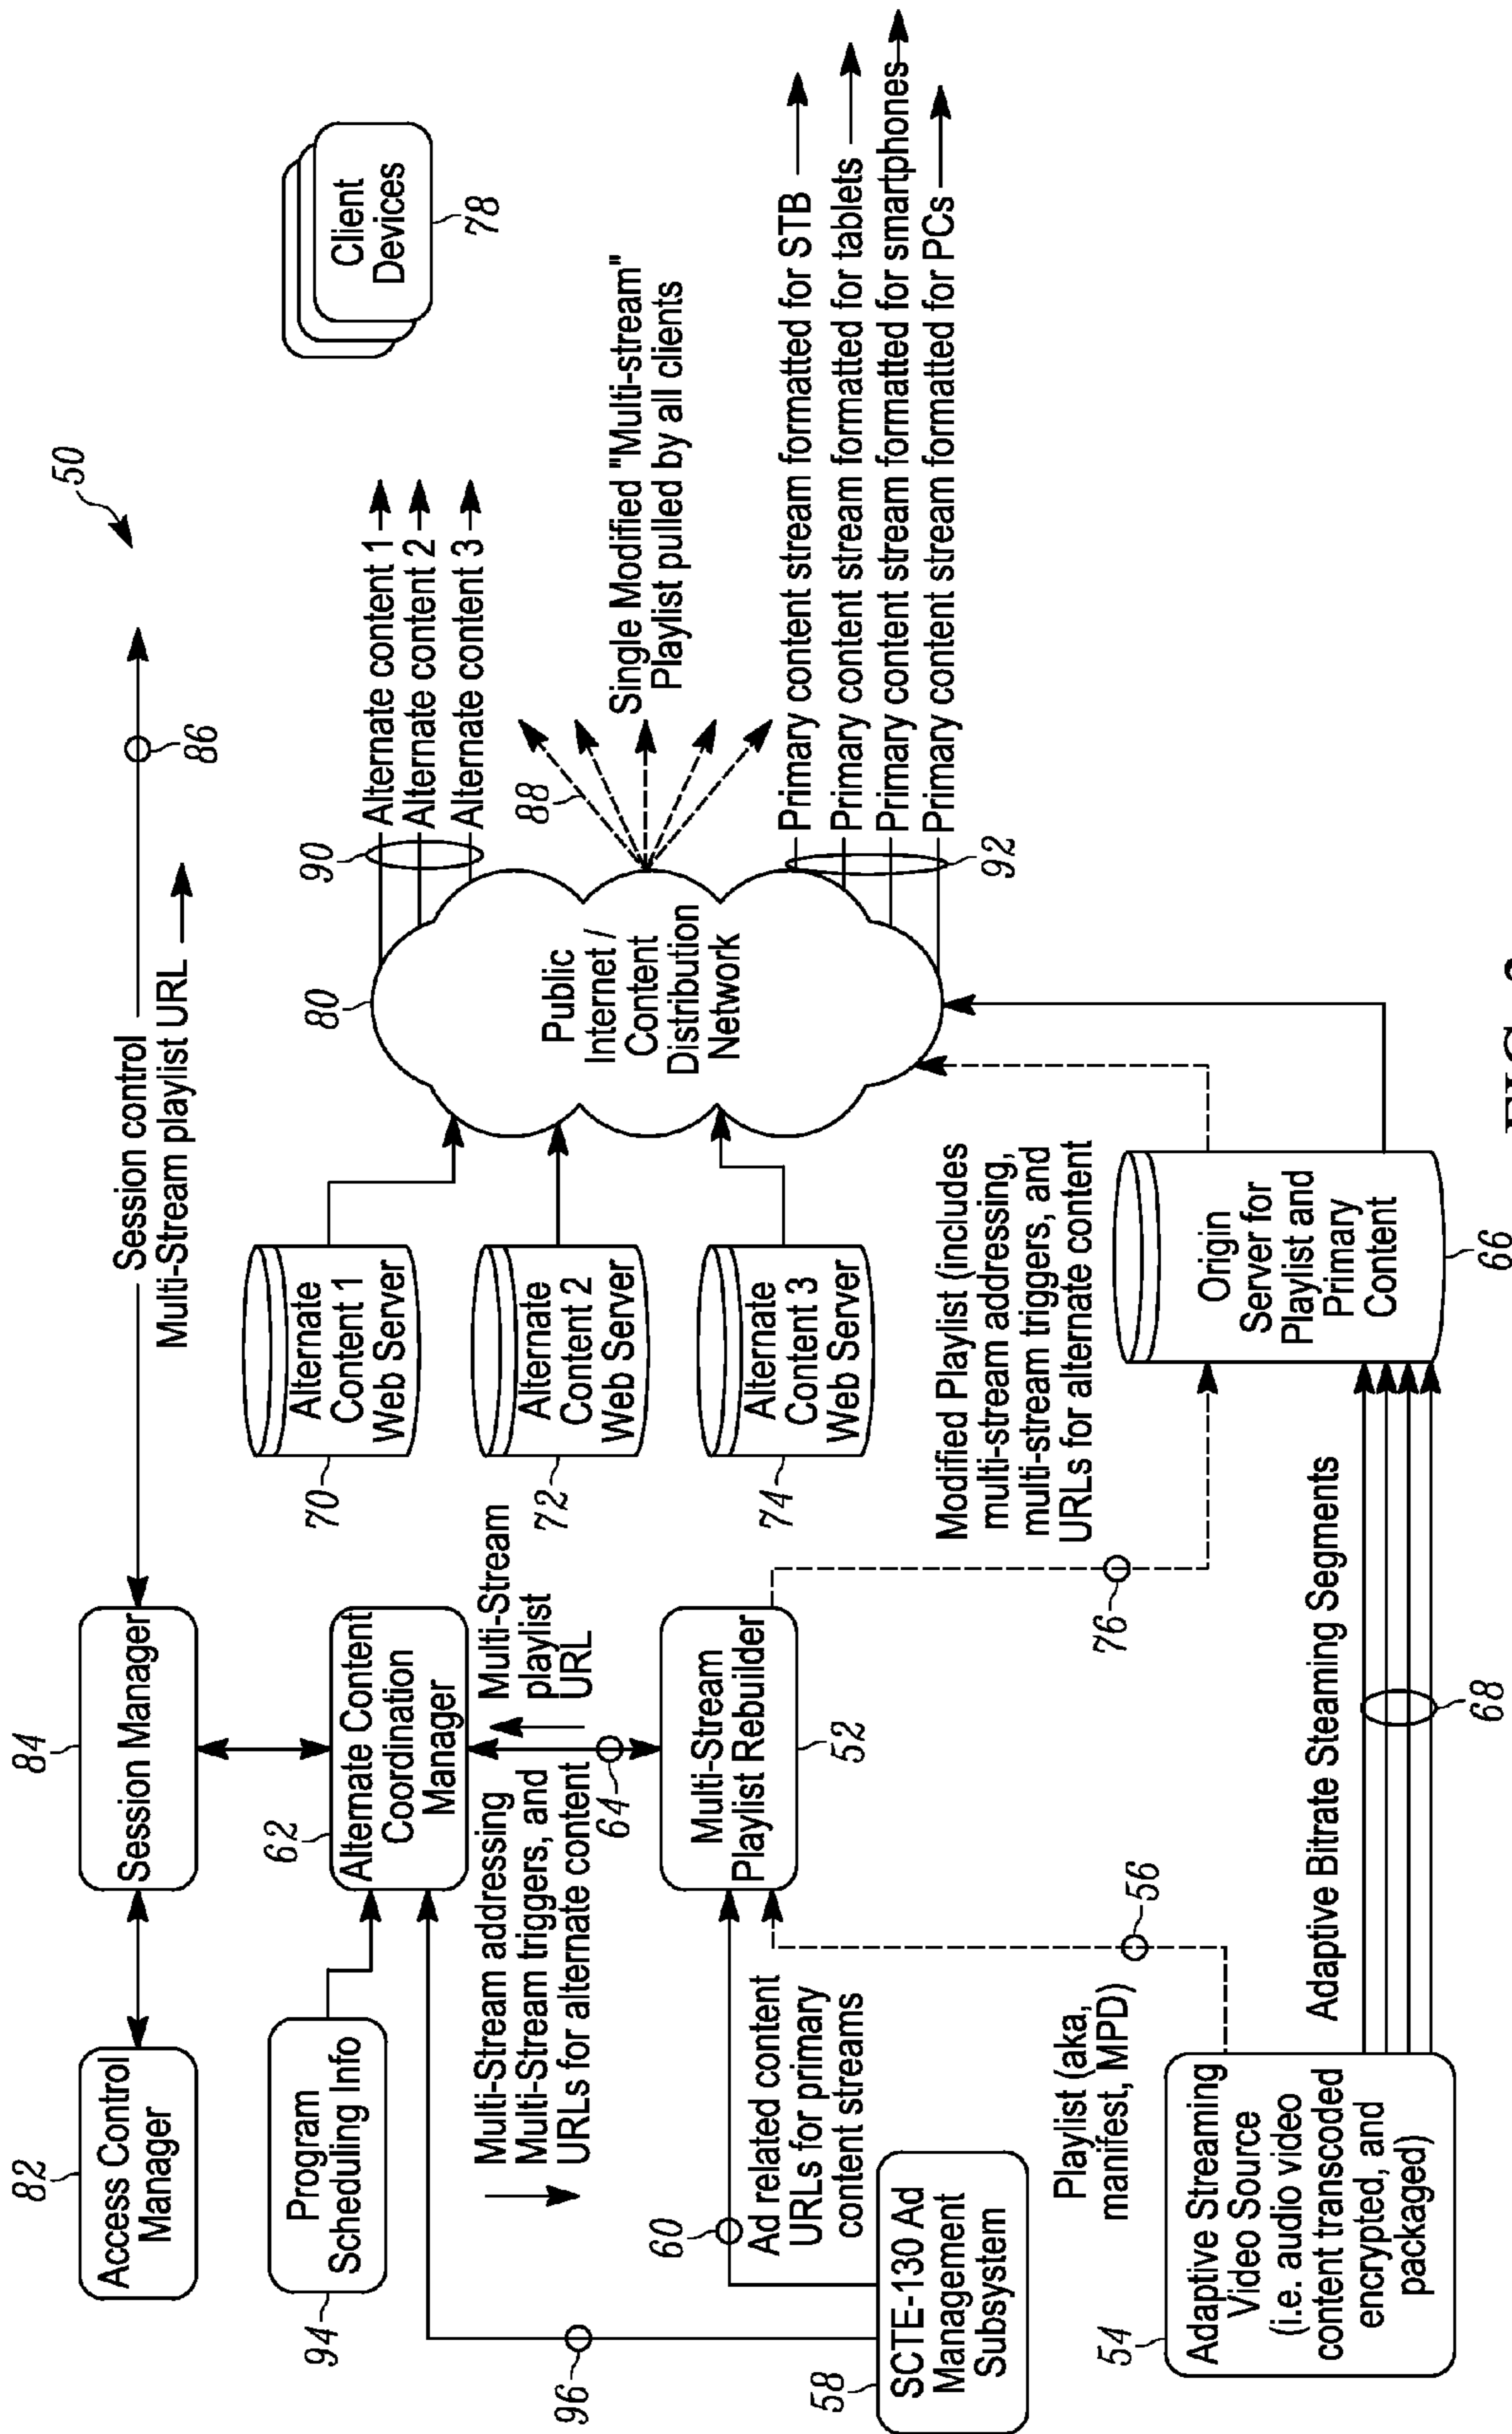 50
82
Access Control
Manager
84
Session Manager
Session control
86
Multi-Stream playlist URL
94
Program
Scheduling Info
62
Alternate Content
Coordination
Manager
96
Multi-Stream addressing
Multi-Stream triggers, and
URLs for alternate content
64
Multi-Stream
playlist
URL
70
Alternate
Content 1
Web Server
72
Alternate
Content 2
Web Server
74
Alternate
Content 3
Web Server
80
Public
Internet /
Content
Distribution
Network
90
Alternate content 1
Alternate content 2
Alternate content 3
Client
Devices
78
88
Single Modified "Multi-stream"
Playlist pulled by all clients
Primary content stream formatted for STB
Primary content stream formatted for tablets
Primary content stream formatted for smartphones
Primary content stream formatted for PCs
92
60
Ad related content
URLs for primary
content streams
58
SCTE-130 Ad
Management
Subsystem
Multi-Stream
Playlist Rebuilder
52
Modified Playlist (includes
multi-stream addressing,
multi-stream triggers, and
URLs for alternate content
76
Playlist (aka,
manifest, MPD)
56
54
Adaptive Streaming
Video Source
(i.e. audio video
content transcoded
encrypted, and
packaged)
Adaptive Bitrate Steaming Segments
68
Origin
Server for
Playlist and
Primary
Content
66
FIG.